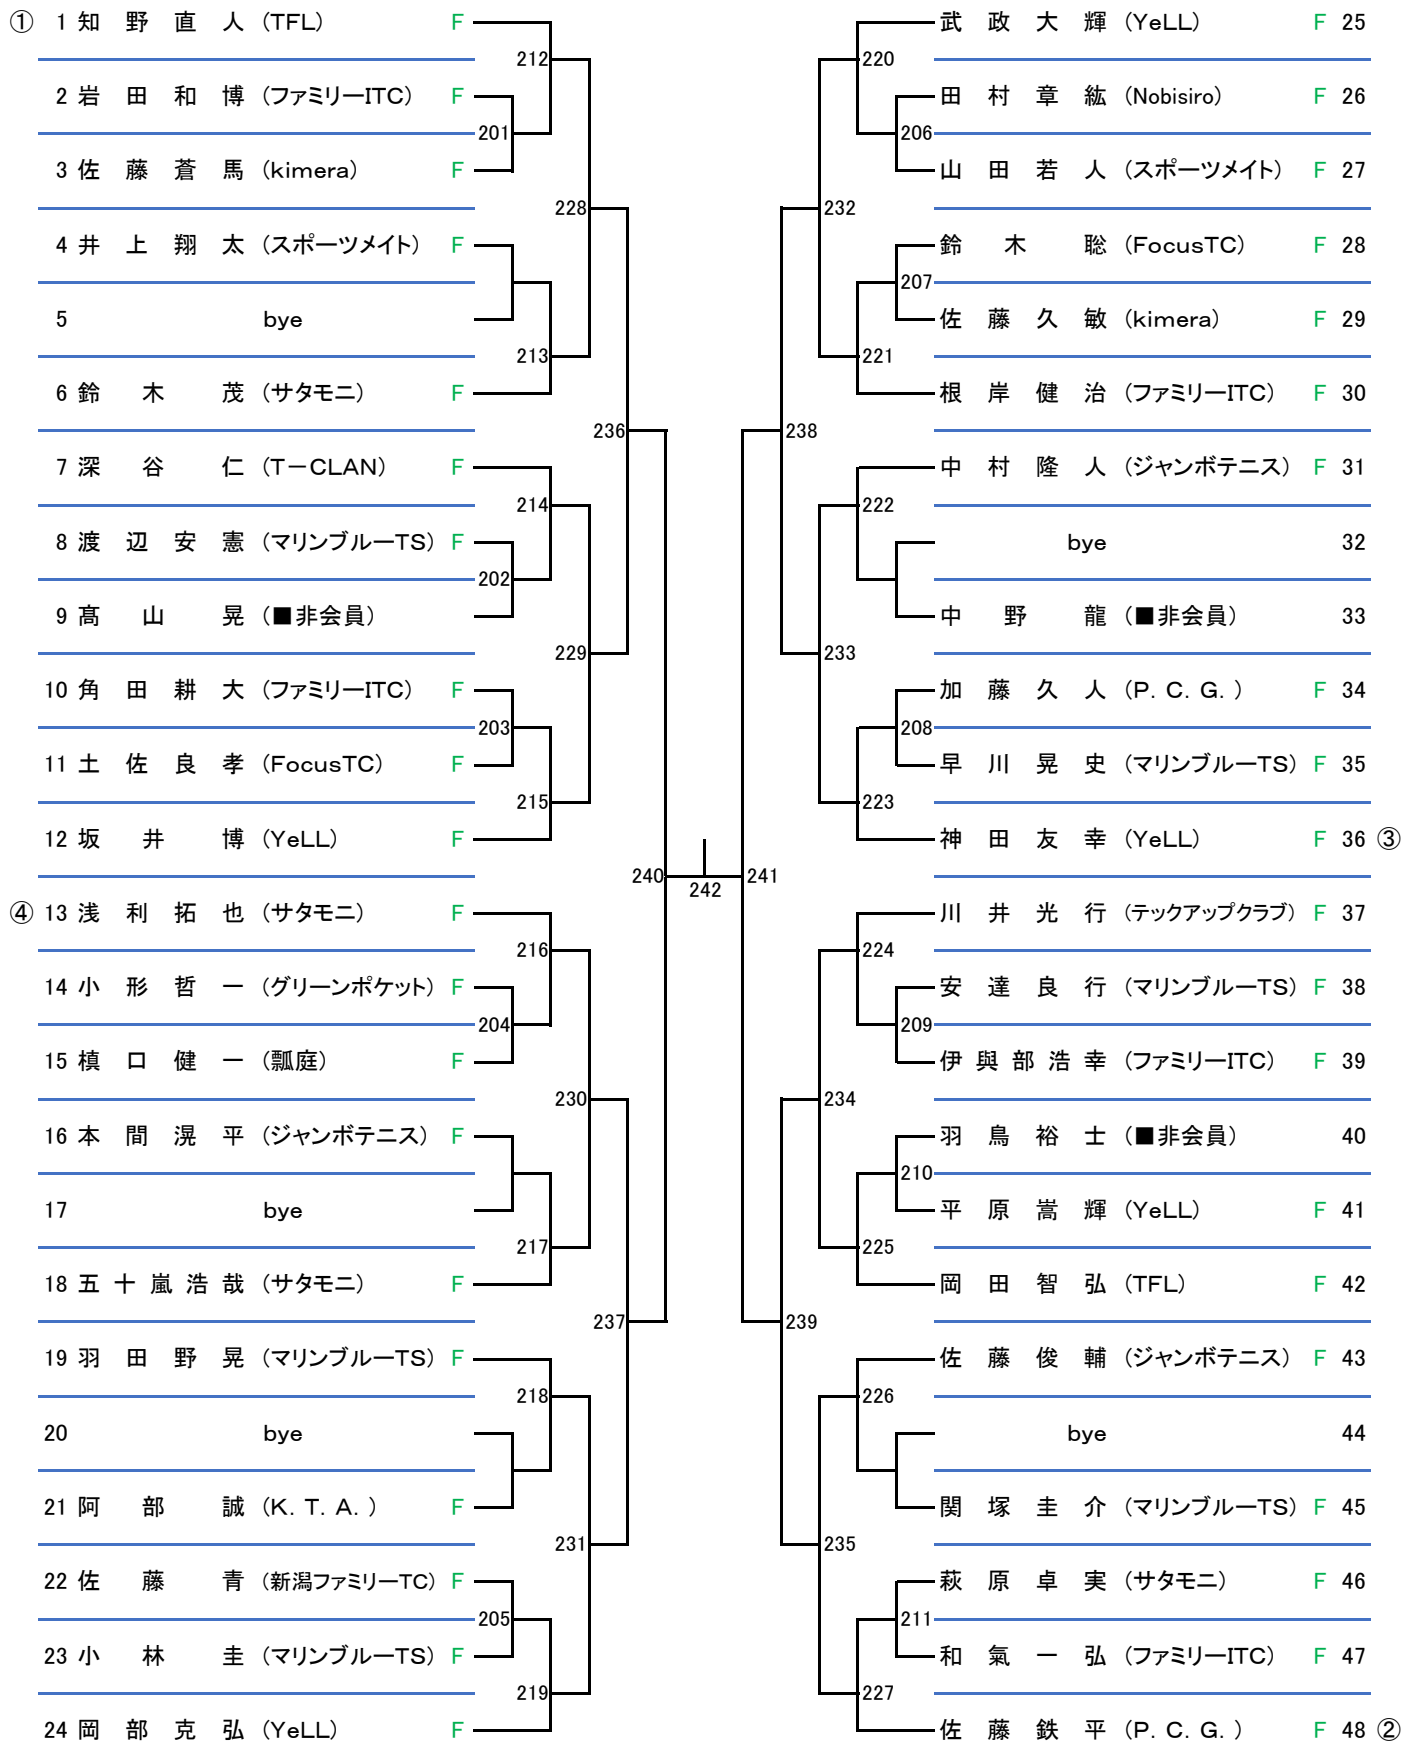 ① 1 知野直人 (TFL) F
212
2 岩田和博 (ファミリーITC) F
201
3 佐藤蒼馬 (kimera) F
228
4 井上翔太 (スポーツメイト) F
5 bye
213
6 鈴木茂 (サタモニ) F
236
7 深谷仁 (T－CLAN) F
214
8 渡辺安憲 (マリンブルーTS) F
202
9 髙山晃 (■非会員)
229
10 角田耕大 (ファミリーITC) F
203
11 土佐良孝 (FocusTC) F
215
12 坂井博 (YeLL) F
240
④ 13 浅利拓也 (サタモニ) F
216
14 小形哲一 (グリーンポケット) F
204
15 槙口健一 (瓢庭) F
230
16 本間滉平 (ジャンボテニス) F
17 bye
217
18 五十嵐浩哉 (サタモニ) F
237
19 羽田野晃 (マリンブルーTS) F
218
20 bye
21 阿部誠 (K．T．A．) F
231
22 佐藤青 (新潟ファミリーTC) F
205
23 小林圭 (マリンブルーTS) F
219
24 岡部克弘 (YeLL) F
242
武政大輝 (YeLL) F 25
220
田村章紘 (Nobisiro) F 26
206
山田若人 (スポーツメイト) F 27
232
鈴木聡 (FocusTC) F 28
207
佐藤久敏 (kimera) F 29
221
根岸健治 (ファミリーITC) F 30
238
中村隆人 (ジャンボテニス) F 31
222
bye 32
中野龍 (■非会員) 33
233
加藤久人 (P．C．G．) F 34
208
早川晃史 (マリンブルーTS) F 35
223
神田友幸 (YeLL) F 36 ③
241
川井光行 (テックアップクラブ) F 37
224
安達良行 (マリンブルーTS) F 38
209
伊與部浩幸 (ファミリーITC) F 39
234
羽鳥裕士 (■非会員) 40
210
平原嵩輝 (YeLL) F 41
225
岡田智弘 (TFL) F 42
239
佐藤俊輔 (ジャンボテニス) F 43
226
bye 44
関塚圭介 (マリンブルーTS) F 45
235
萩原卓実 (サタモニ) F 46
211
和氣一弘 (ファミリーITC) F 47
227
佐藤鉄平 (P．C．G．) F 48 ②